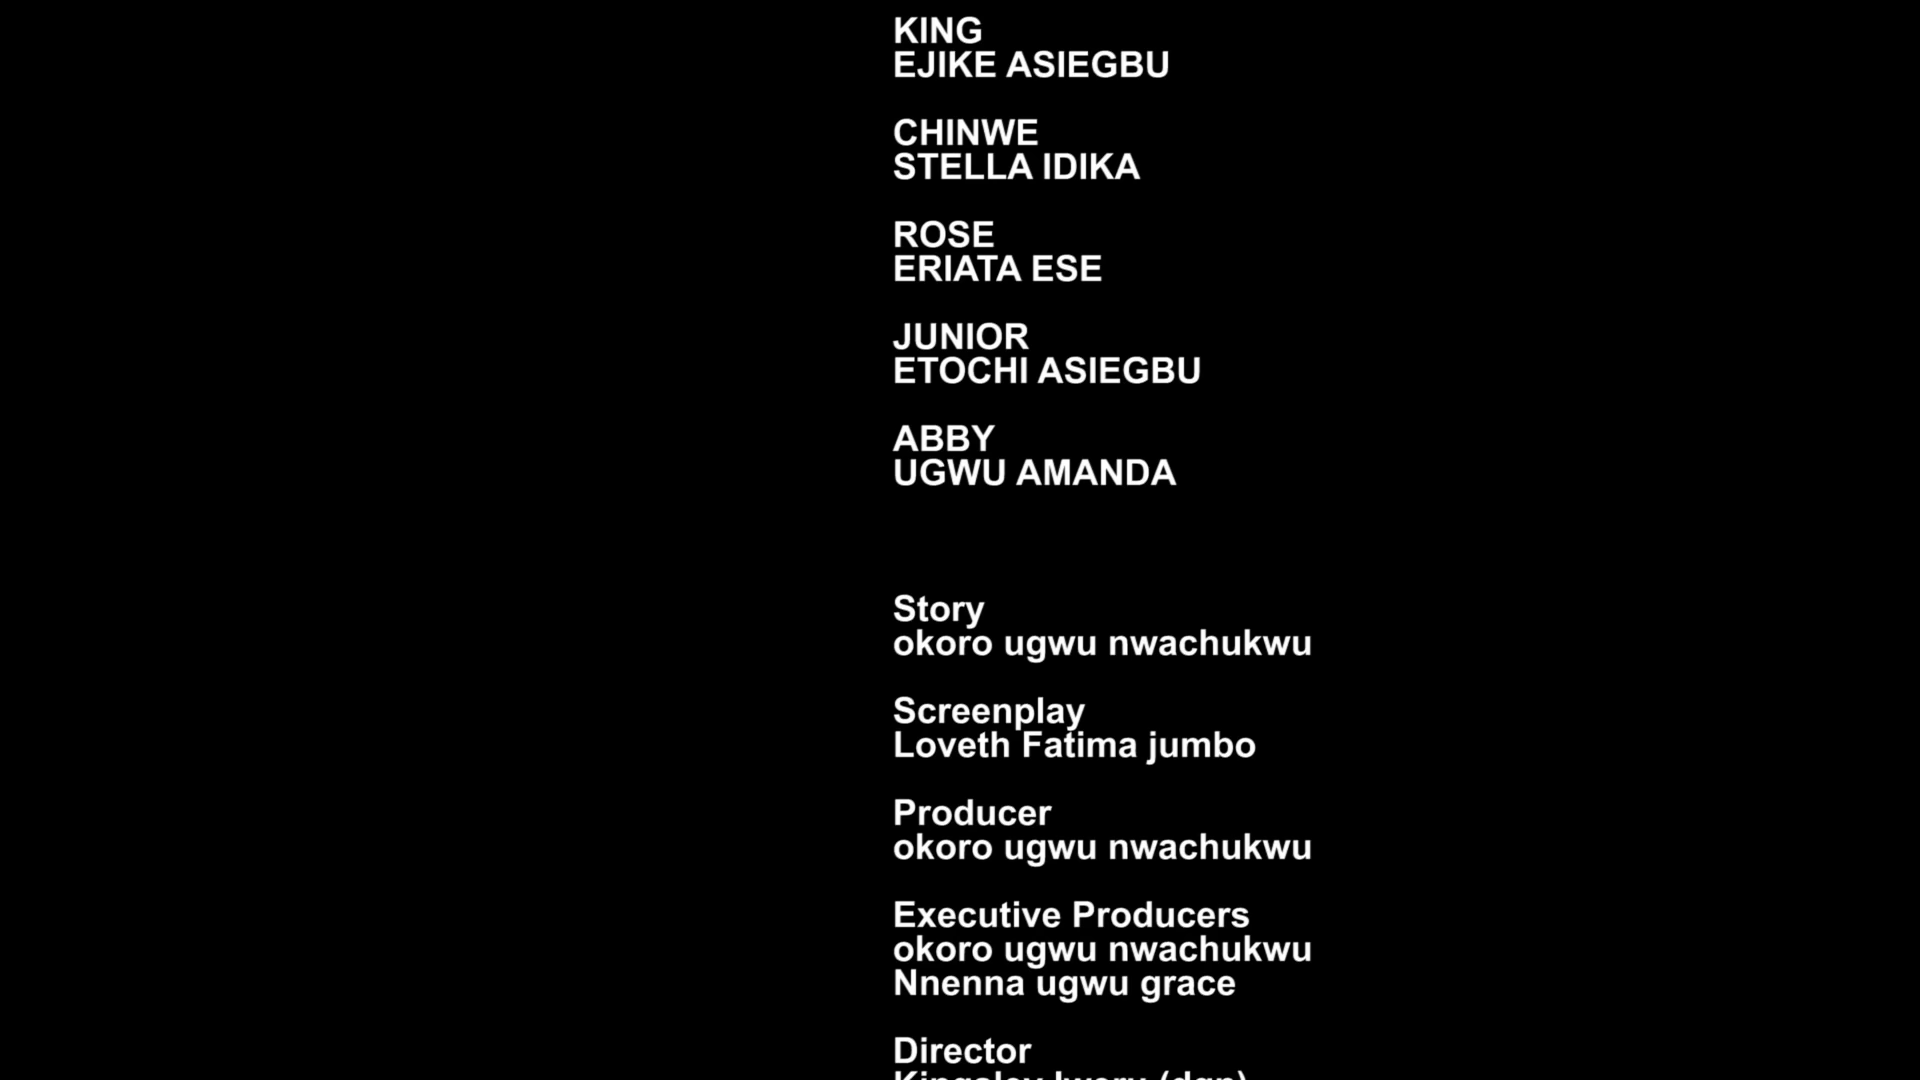 KING
EJIKE ASIEGBU
CHINWE
STELLA IDIKA
ROSE
ERIATA ESE
JUNIOR
ETOCHI ASIEGBU
ABBY
UGWU AMANDA
Story
okoro ugwu nwachukwu
Screenplay
Loveth Fatima jumbo
Producer
okoro ugwu nwachukwu
Executive Producers
okoro ugwu nwachukwu
Nnenna ugwu grace
Director
Kingsley